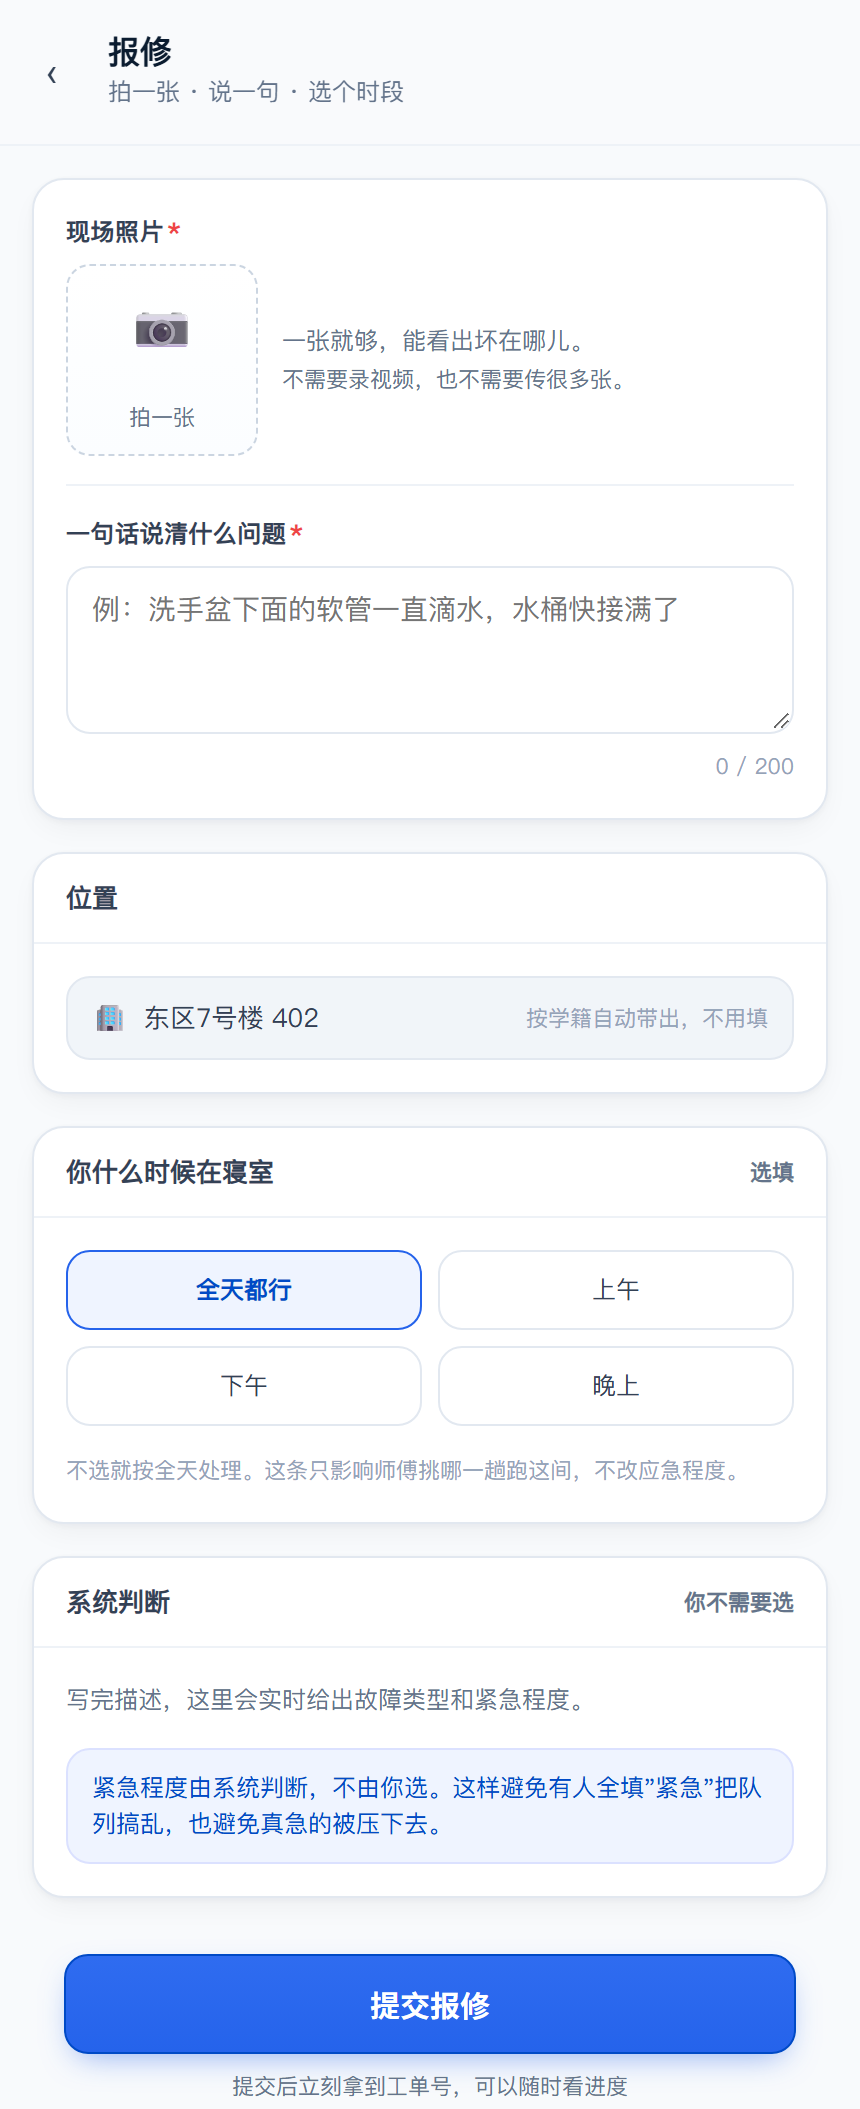 报修
拍一张 · 说一句 · 选个时段
现场照片*
拍一张
一张就够，能看出坏在哪儿。
不需要录视频，也不需要传很多张。
一句话说清什么问题*
例：洗手盆下面的软管一直滴水，水桶快接满了
0 / 200
位置
东区7号楼 402
按学籍自动带出，不用填
你什么时候在寝室
选填
全天都行
上午
下午
晚上
不选就按全天处理。这条只影响师傅挑哪一趟跑这间，不改应急程度。
系统判断
你不需要选
写完描述，这里会实时给出故障类型和紧急程度。
紧急程度由系统判断，不由你选。这样避免有人全填”紧急”把队
列搞乱，也避免真急的被压下去。
提交报修
提交后立刻拿到工单号，可以随时看进度